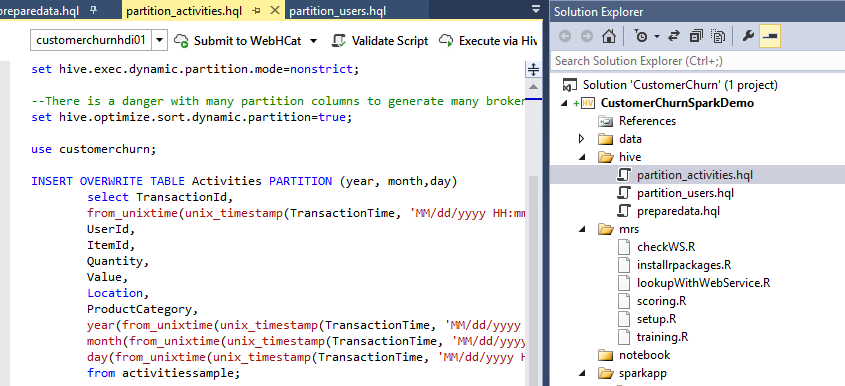 preparedata.hql
partition_activities.hql
partition_users.hql
customerchurnhdi01
Submit to WebHCat
Validate Script
Execute via Hiv
set hive.exec.dynamic.partition.mode=nonstrict;
--There is a danger with many partition columns to generate many broken
set hive.optimize.sort.dynamic.partition=true;
use customerchurn;
INSERT OVERWRITE TABLE Activities PARTITION (year, month,day)
select TransactionId,
from_unixtime(unix_timestamp(TransactionTime, 'MM/dd/yyyy HH:mm
UserId,
ItemId,
Quantity,
Value,
Location,
ProductCategory,
year(from_unixtime(unix_timestamp(TransactionTime, 'MM/dd/yyyy
month(from_unixtime(unix_timestamp(TransactionTime, 'MM/dd/yyyy
day(from_unixtime(unix_timestamp(TransactionTime, 'MM/dd/yyyy H
from activitiessample;
Solution Explorer
Search Solution Explorer (Ctrl+;)
Solution 'CustomerChurn' (1 project)
CustomerChurnSparkDemo
References
data
hive
partition_activities.hql
partition_users.hql
preparedata.hql
mrs
checkWS.R
installrpackages.R
lookupWithWebService.R
scoring.R
setup.R
training.R
notebook
sparkapp